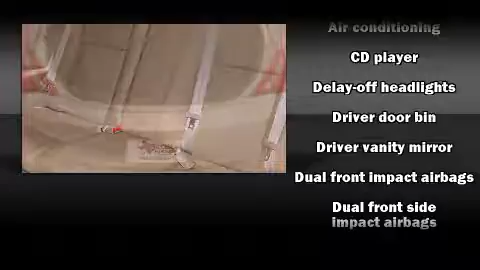 Air conditioning
CD player
Delay-off headlights
Driver door bin
Driver vanity mirror
Dual front impact airbags
Dual front side
impact airbags